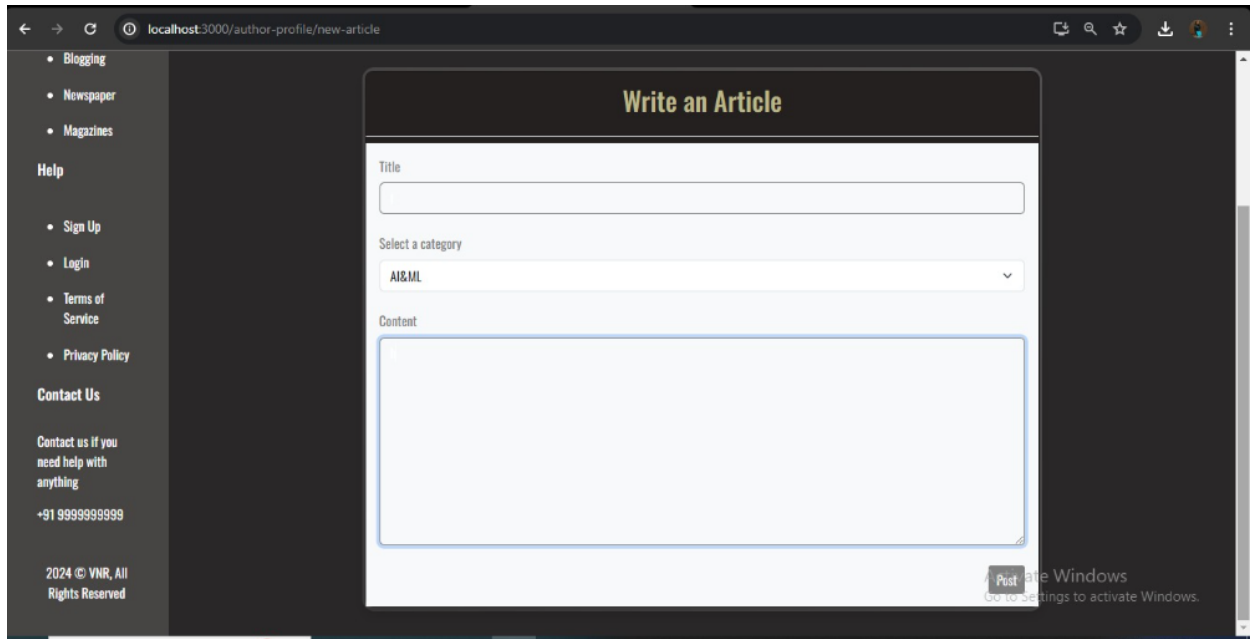 localhost:3000/author-profile/new-article
Blogging
Newspaper
Magazines
Help
Sign Up
Login
Terms of
Service
Privacy Policy
Contact Us
Contact us if you
need help with
anything
+91 9999999999
2024 © VNR, All
Rights Reserved
Write an Article
Title
Select a category
AI&ML
Content
Post
Activate Windows
Go to Settings to activate Windows.